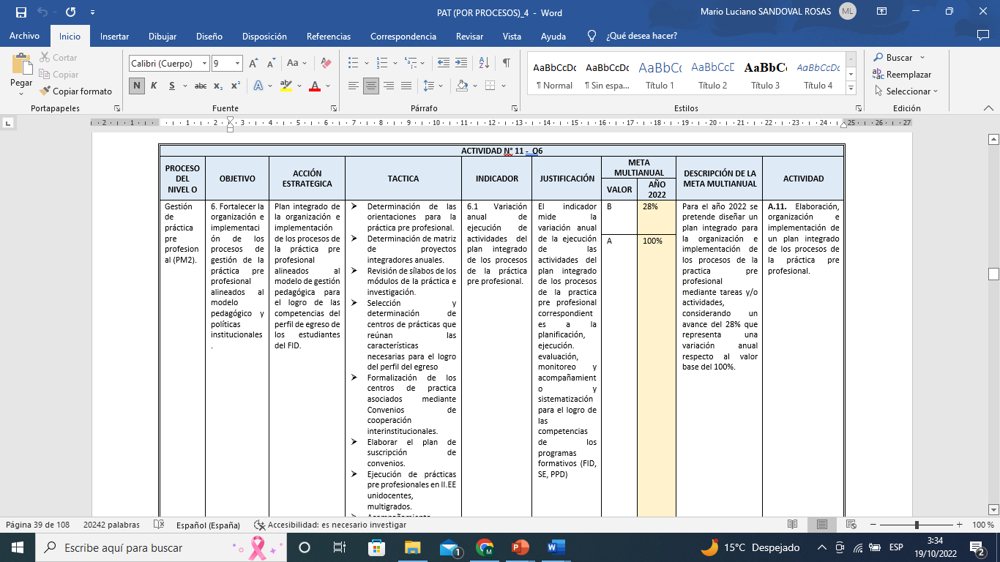 PAT (POR PROCESOS)_4 - Word
Mario Luciano SANDOVAL ROSAS
ML
Archivo
Inicio
Insertar
Dibujar
Diseño
Disposición
Referencias
Correspondencia
Revisar
Vista
Ayuda
¿Qué desea hacer?
Pegar
Cortar
Copiar
Copiar formato
Portapapeles
Calibri (Cuerpo)
9
N K S abc x₂ x²
Fuente
Párrafo
AaBbCcDc
¶ Normal
AaBbCcDc
¶ Sin espa...
AaBbC(
Título 1
AaBbCcD
Título 2
AaBbC
Título 3
AaBbCcDc
Título 4
Estilos
Buscar
Reemplazar
Seleccionar
Edición
ACTIVIDAD N° 11 - O6
PROCESO
DEL
NIVEL O
OBJETIVO
ACCIÓN
ESTRATEGICA
TACTICA
INDICADOR
JUSTIFICACIÓN
META
MULTIANUAL
VALOR
AÑO
2022
DESCRIPCIÓN DE LA
META MULTIANUAL
ACTIVIDAD
Gestión
de
práctica
pre
profesion
al (PM2).
6. Fortalecer la
organización e
implementaci
ón de los
procesos de
gestión de la
práctica pre
profesional
alineados al
modelo
pedagógico y
políticas
institucionales
.
Plan integrado de
la organización e
implementación
de los procesos de
la práctica pre
profesional
alineados al
modelo de gestión
pedagógica para
el logro de las
competencias del
perfil de egreso de
los estudiantes
del FID.
Determinación de las
orientaciones para la
práctica pre profesional.
Determinación de matriz
de proyectos
integradores anuales.
Revisión de sílabos de los
módulos de la práctica e
investigación.
Selección y
determinación de
centros de prácticas que
reúnan las
características
necesarias para el logro
del perfil del egreso
Formalización de los
centros de practica
asociados mediante
Convenios de
cooperación
interinstitucionales.
Elaborar el plan de
suscripción de
convenios.
Ejecución de prácticas
pre profesionales en II.EE
unidocentes,
multigrados.
Acompañamiento
6.1 Variación
anual de
ejecución de
actividades del
plan integrado
de los procesos
de la práctica
pre profesional.
El indicador
mide la
variación anual
de la ejecución
de las
actividades del
plan integrado
de los procesos
de la practica
pre profesional
correspondient
es a la
planificación,
ejecución.
evaluación,
monitoreo y
acompañamient
o y
sistematización
para el logro de
las
competencias
de los
programas
formativos (FID,
SE, PPD)
B
28%
A
100%
Para el año 2022 se
pretende diseñar un
plan integrado para
la organización e
implementación de
los procesos de la
practica pre
profesional
mediante tareas y/o
actividades,
considerando un
avance del 28% que
representa una
variación anual
respecto al valor
base del 100%.
A.11. Elaboración,
organización e
implementación de
un plan integrado
de los procesos de
la práctica pre
profesional.
Página 39 de 108
20242 palabras
Español (España)
Accesibilidad: es necesario investigar
100 %
Escribe aquí para buscar
15°C Despejado
ESP
3:34
19/10/2022